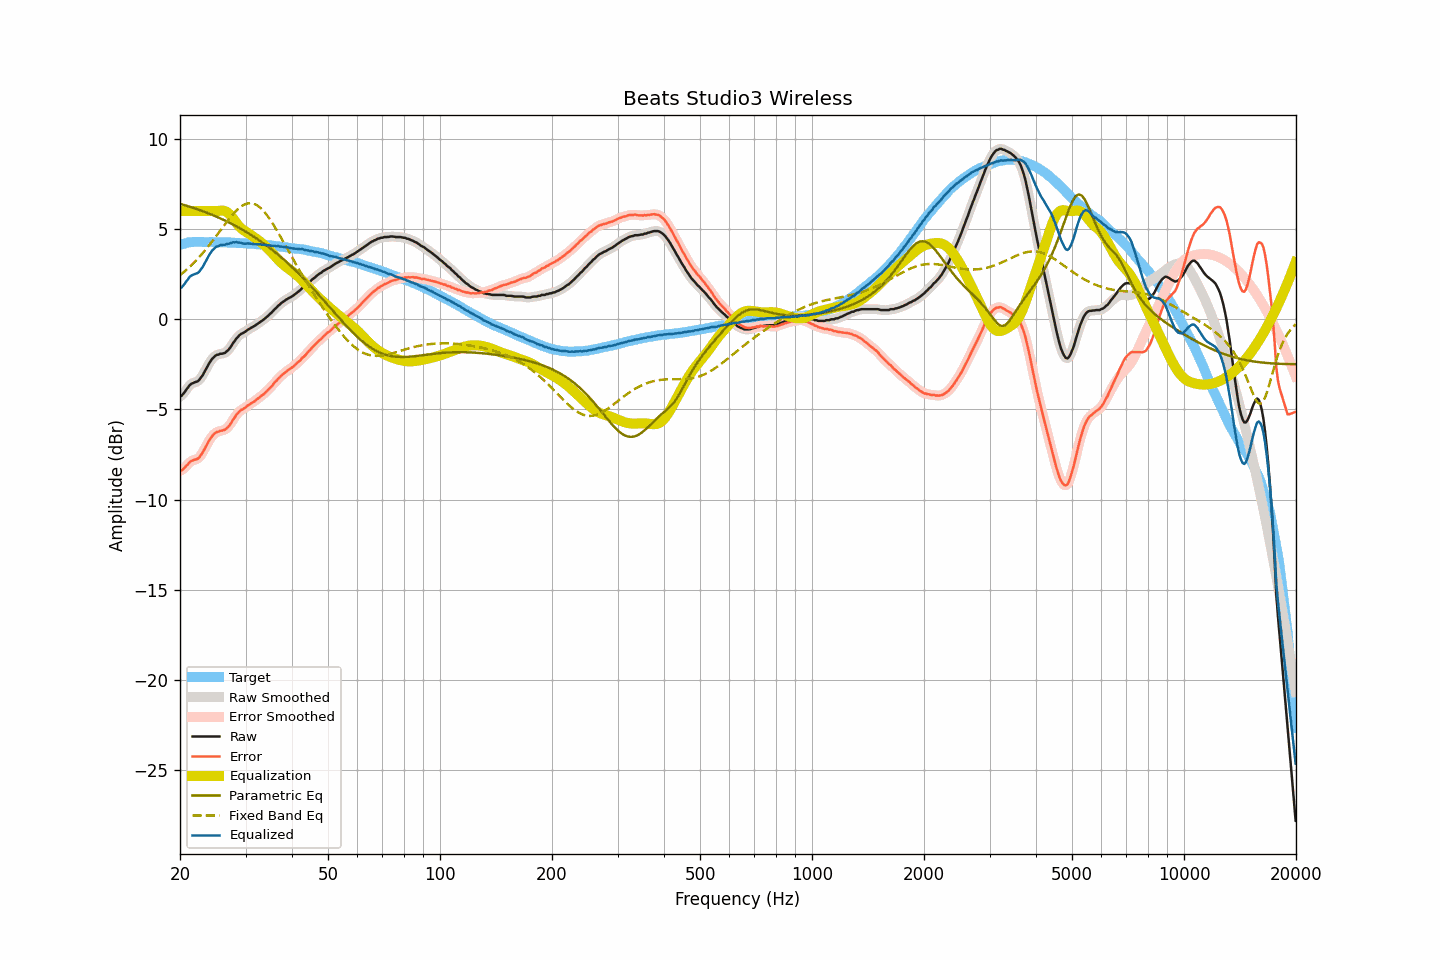 Beats Studio3 Wireless
10
5
0
−5
−10
−15
−20
−25
Amplitude (dBr)
Target
Raw Smoothed
Error Smoothed
Raw
Error
Equalization
Parametric Eq
Fixed Band Eq
Equalized
20 50 100 200 500 1000 2000 5000 10000 20000
Frequency (Hz)